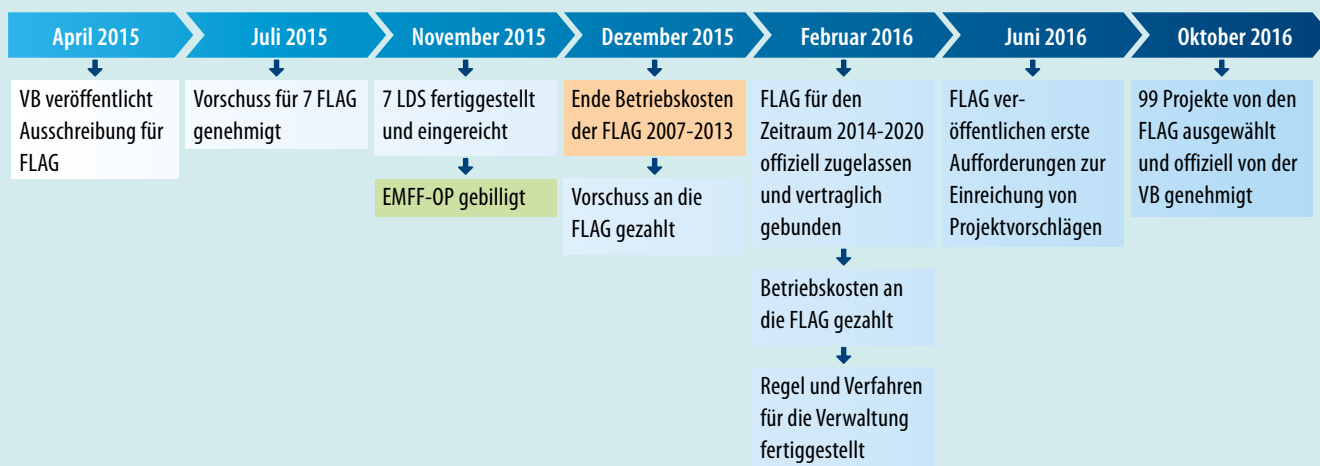 April 2015
Juli 2015
November 2015
Dezember 2015
Februar 2016
Juni 2016
Oktober 2016
VB veröffentlicht
Ausschreibung für
FLAG
Vorschuss für 7 FLAG
genehmigt
7 LDS fertiggestellt
und eingereicht
EMFF-OP gebilligt
Ende Betriebskosten
der FLAG 2007-2013
Vorschuss an die
FLAG gezahlt
FLAG für den
Zeitraum 2014-2020
offiziell zugelassen
und vertraglich
gebunden
Betriebskosten an
die FLAG gezahlt
Regel und Verfahren
für die Verwaltung
fertiggestellt
FLAG ver-
öffentlichen erste
Aufforderungen zur
Einreichung von
Projektvorschlägen
99 Projekte von den
FLAG ausgewählt
und offiziell von der
VB genehmigt